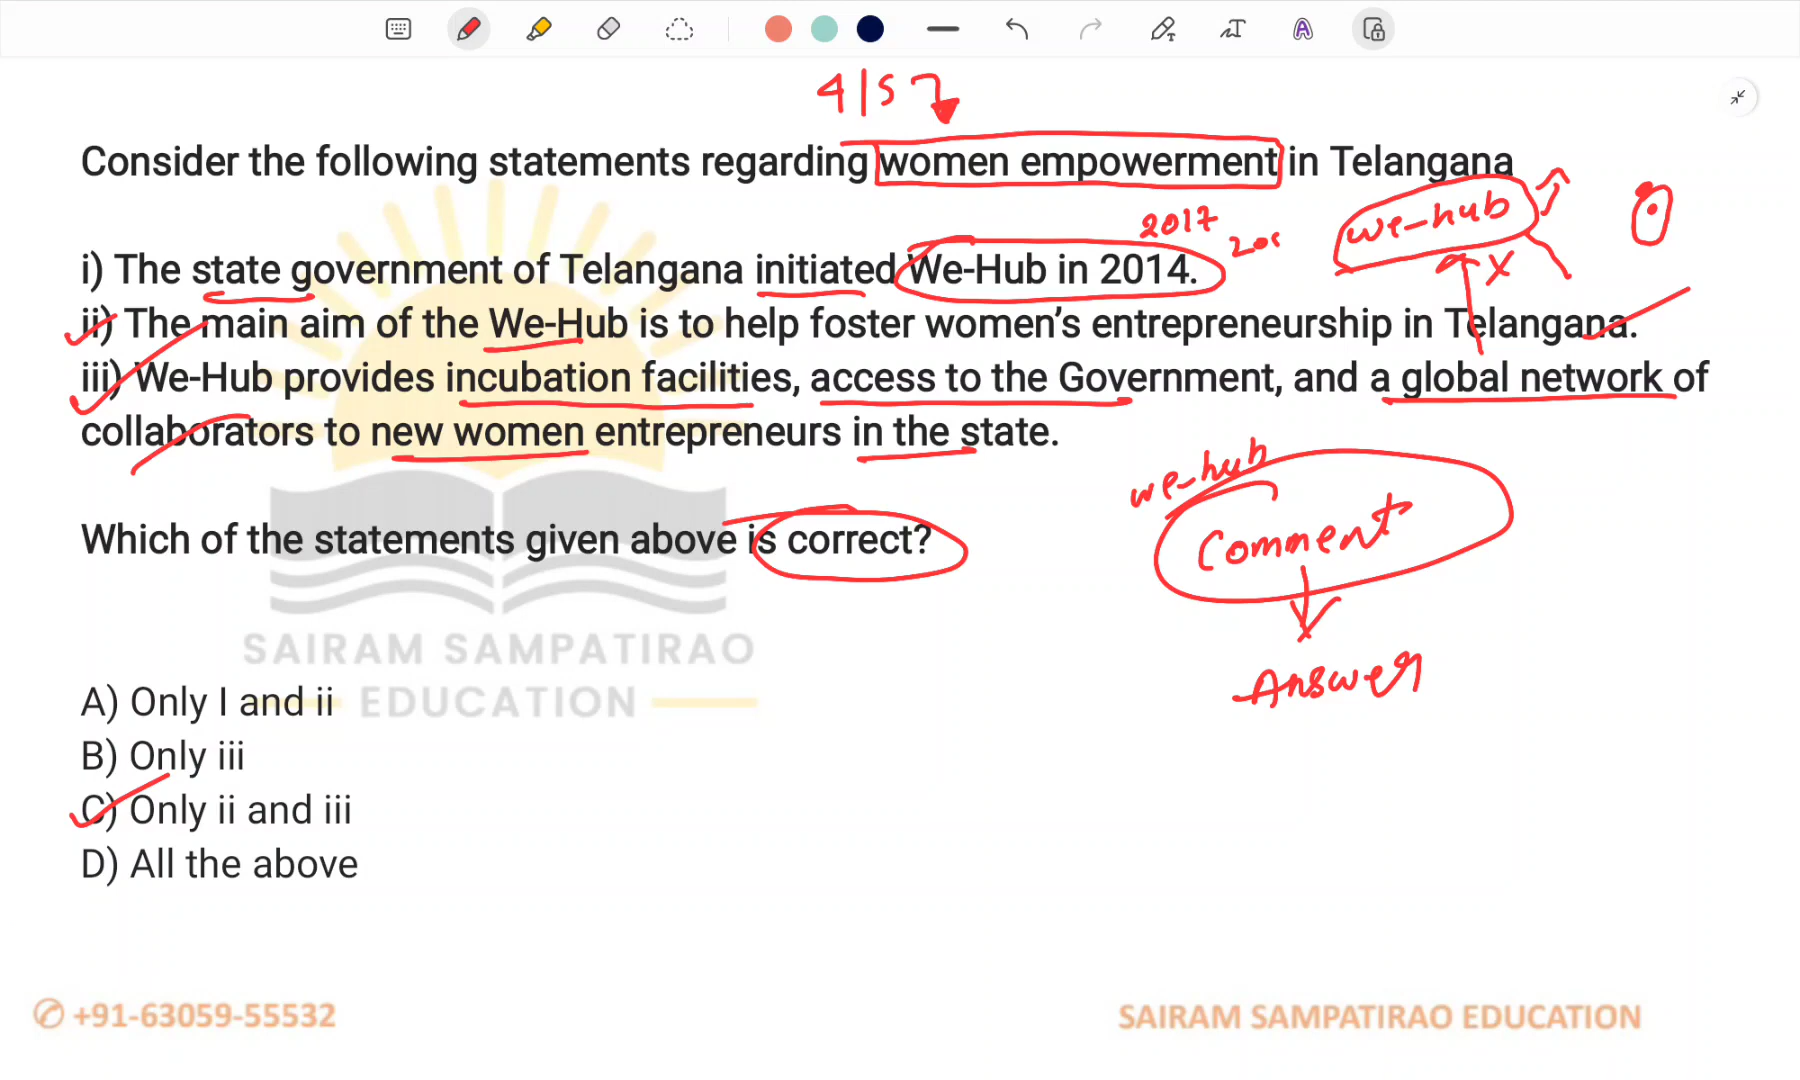 4/5
Consider the following statements regarding women empowerment in Telangana
we-hub
2017
i) The state government of Telangana initiated We-Hub in 2014.
x
ii) The main aim of the We-Hub is to help foster women’s entrepreneurship in Telangana.
iii) We-Hub provides incubation facilities, access to the Government, and a global network of
collaborators to new women entrepreneurs in the state.
we-hub
Which of the statements given above is correct?
Comment
SAIRAM SAMPATIRAO
EDUCATION
Answer
A) Only I and ii
B) Only iii
C) Only ii and iii
D) All the above
+91-63059-55532
SAIRAM SAMPATIRAO EDUCATION